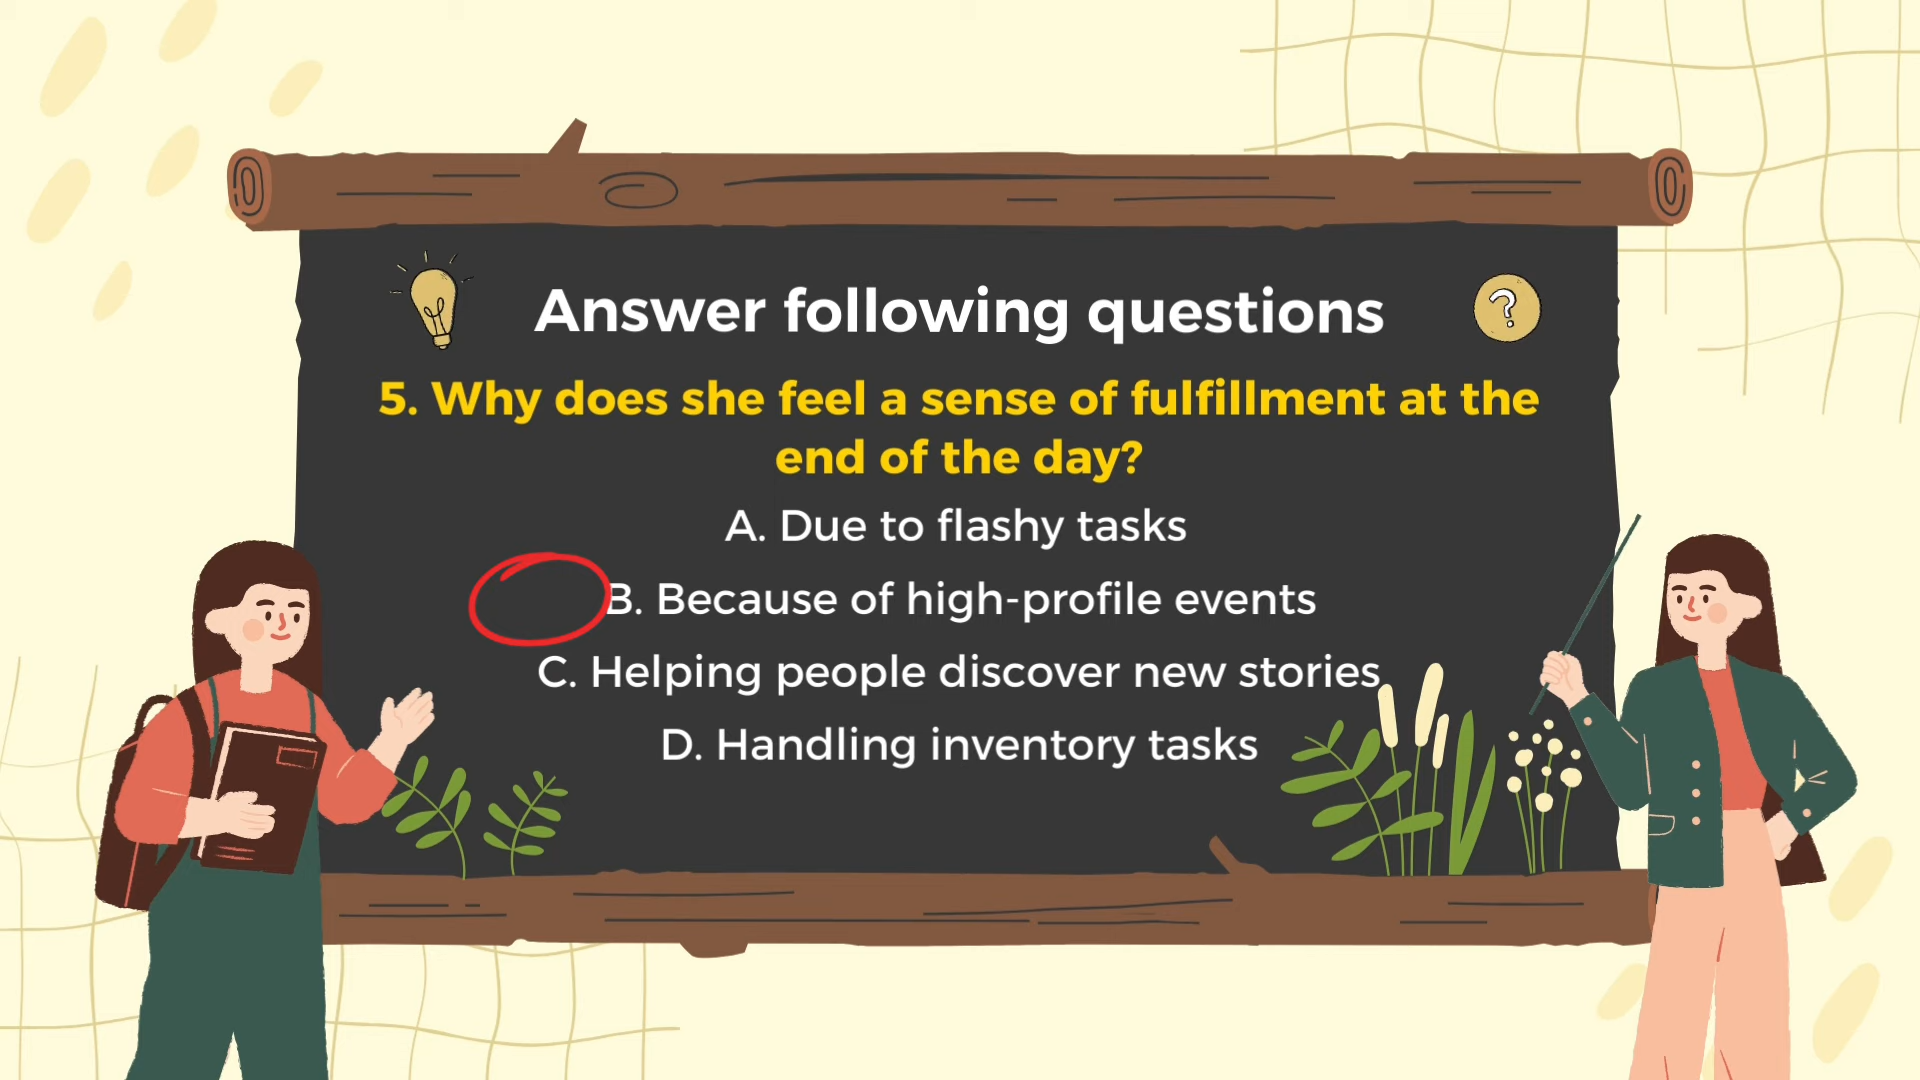 Answer following questions
?
5. Why does she feel a sense of fulfillment at the
end of the day?
A. Due to flashy tasks
B. Because of high-profile events
C. Helping people discover new stories
D. Handling inventory tasks